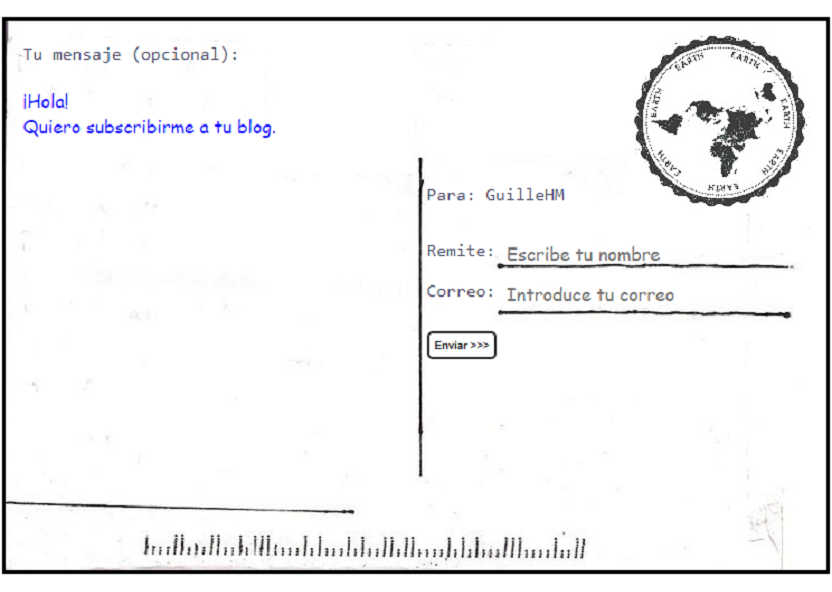 Tu mensaje (opcional):
¡Hola!
Quiero subscribirme a tu blog.
EARTH EARTH EARTH EARTH EARTH EARTH EARTH
Para: GuilleHM
Remite: Escribe tu nombre
Correo: Introduce tu correo
Enviar >>>